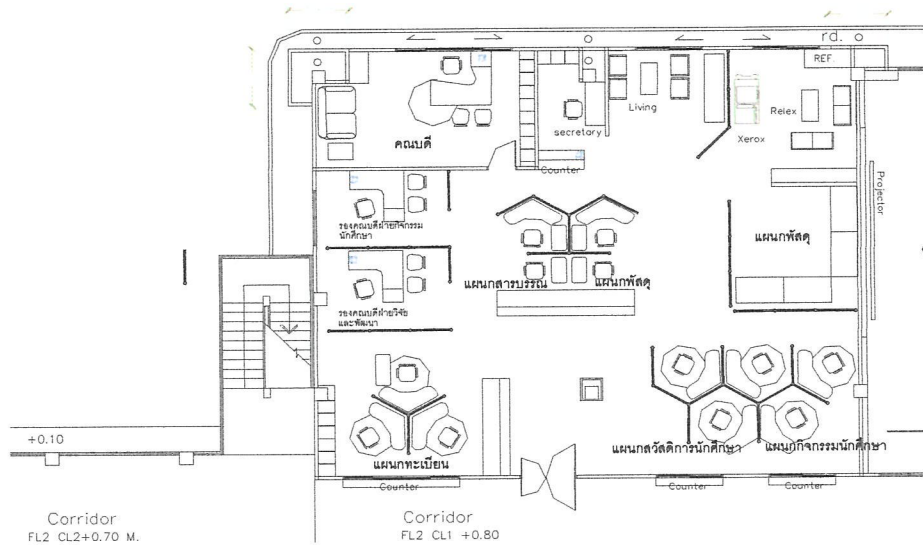 rd.
REF.
Living
Relex
secretory
Xerox
คณบดี
Counter
Projector
รองคณบดีฝ่ายกิจกรรม
นักศึกษา
แผนกพัสดุ
แผนกสารบรรณ
แผนกพัสดุ
รองคณบดีฝ่ายวิจัย
และพัฒนา
+0.10
แผนกสวัสดิการนักศึกษา
แผนกกิจกรรมนักศึกษา
แผนกทะเบียน
Counter
Counter
Counter
Corridor
FL2 CL2+0.70 M.
Corridor
FL2 CL1 +0.80